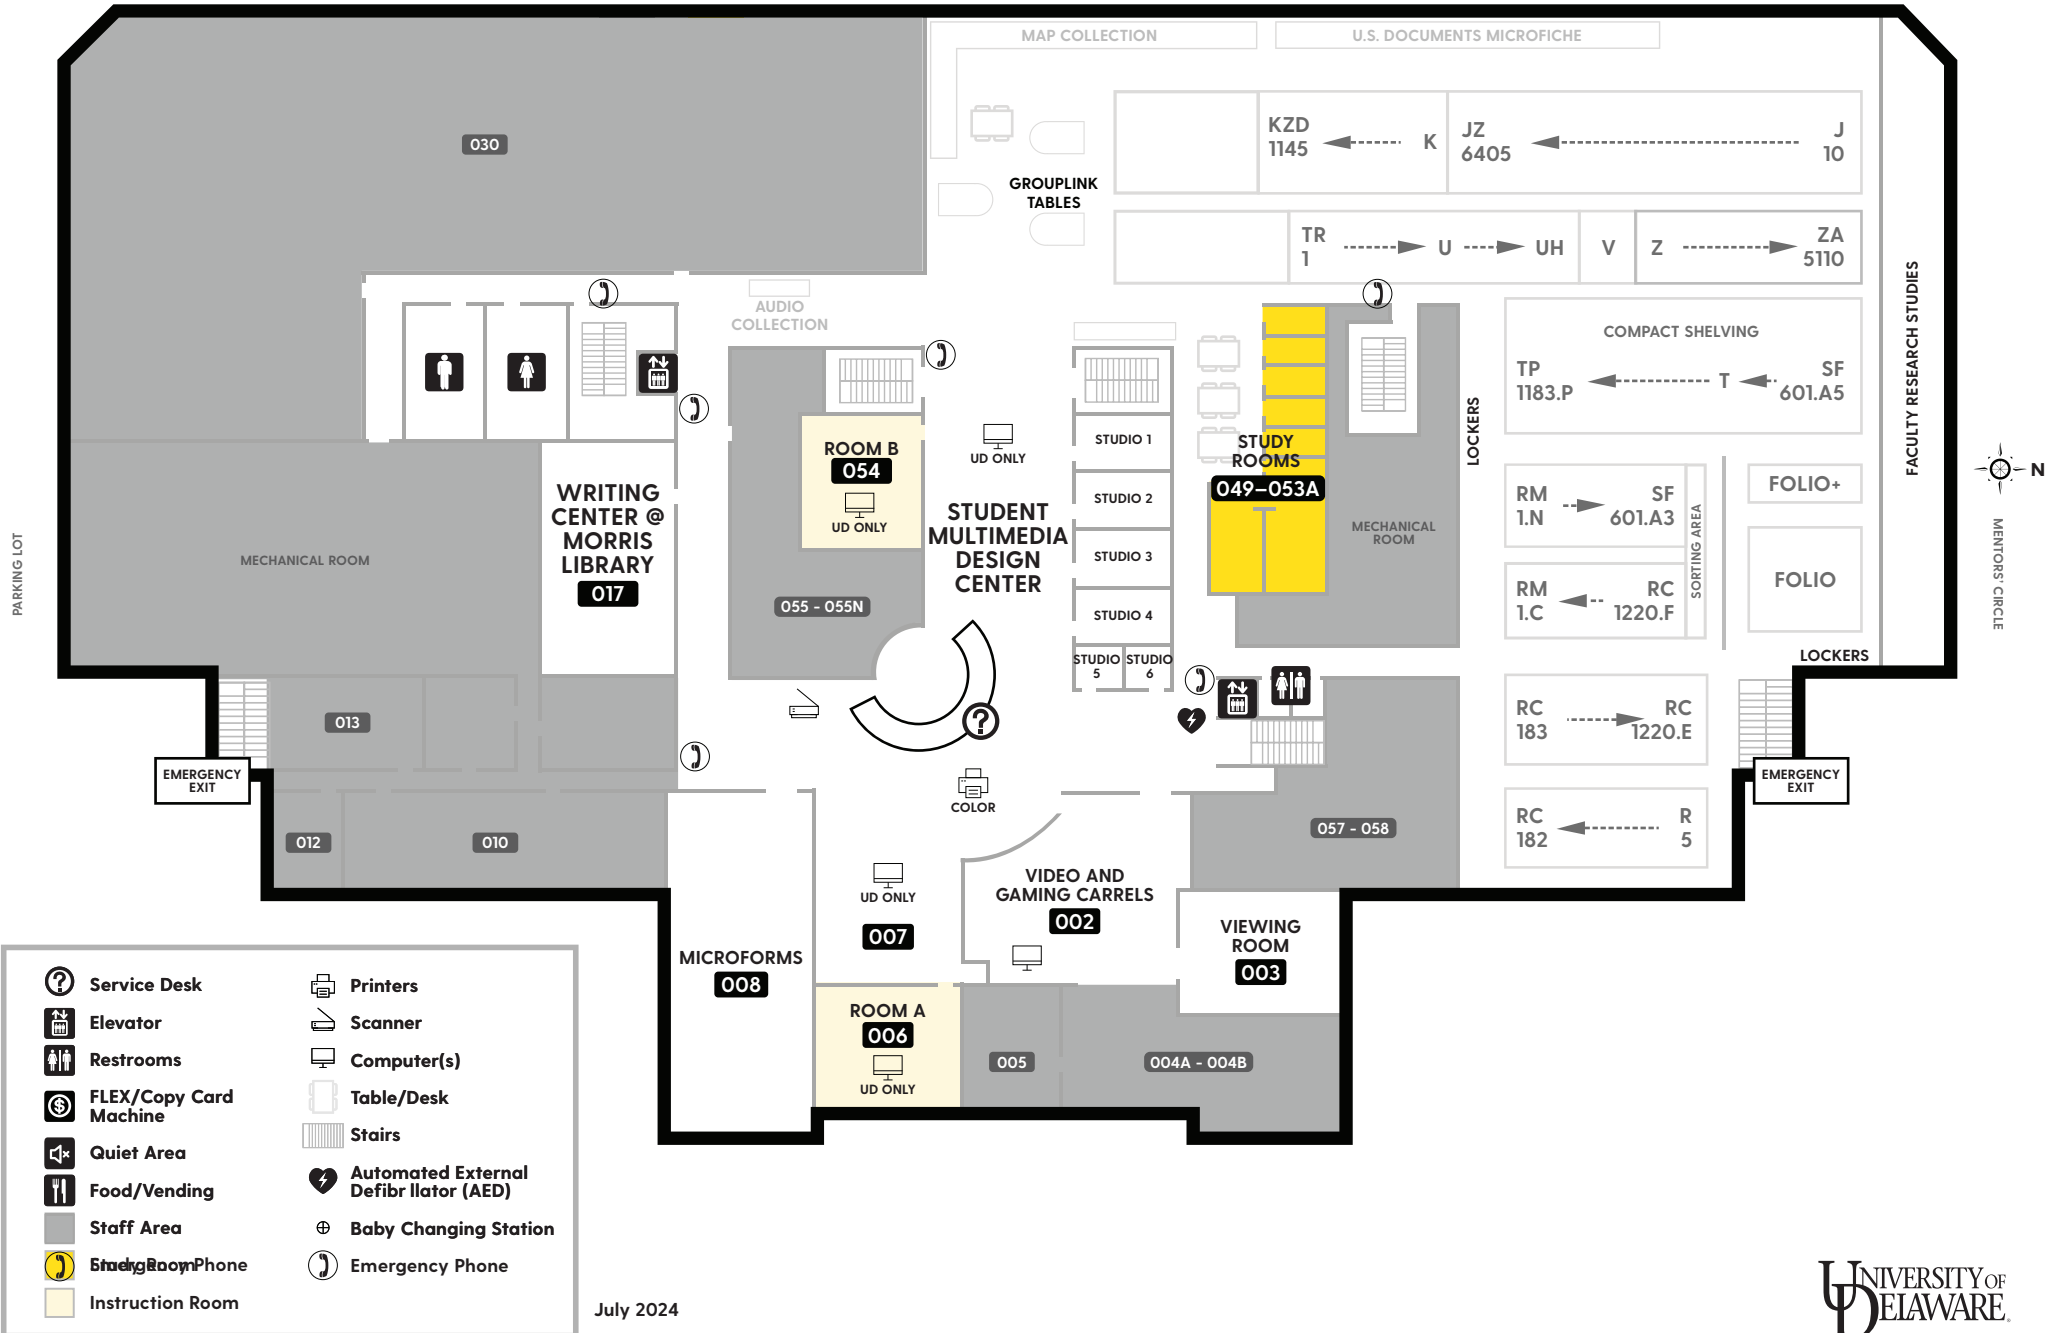 MAP COLLECTION
U.S. DOCUMENTS MICROFICHE
030
KZD
1145
K
JZ
6405
J
10
GROUPLINK
TABLES
TR
1
U
UH
V
Z
ZA
5110
AUDIO
COLLECTION
COMPACT SHELVING
TP
1183.P
T
SF
601.A5
FACULTY RESEARCH STUDIES
LOCKERS
ROOM B
054
UD ONLY
UD ONLY
STUDIO 1
STUDIO 2
STUDIO 3
STUDIO 4
STUDIO
5
STUDIO
6
STUDY
ROOMS
049–053A
MECHANICAL
ROOM
RM
1.N
SF
601.A3
RM
1.C
RC
1220.F
SORTING AREA
FOLIO+
FOLIO
N
MENTORS' CIRCLE
PARKING LOT
MECHANICAL ROOM
WRITING
CENTER @
MORRIS
LIBRARY
017
STUDENT
MULTIMEDIA
DESIGN
CENTER
055 - 055N
LOCKERS
013
RC
183
RC
1220.E
EMERGENCY
EXIT
EMERGENCY
EXIT
COLOR
012
010
057 - 058
RC
182
R
5
UD ONLY
007
VIDEO AND
GAMING CARRELS
002
VIEWING
ROOM
003
MICROFORMS
008
ROOM A
006
UD ONLY
005
004A - 004B
Service Desk
Elevator
Restrooms
FLEX/Copy Card
Machine
Quiet Area
Food/Vending
Staff Area
Study Room
Emergency Phone
Instruction Room
Printers
Scanner
Computer(s)
Table/Desk
Stairs
Automated External
Defibr llator (AED)
Baby Changing Station
Emergency Phone
July 2024
UNIVERSITY OF
DELAWARE